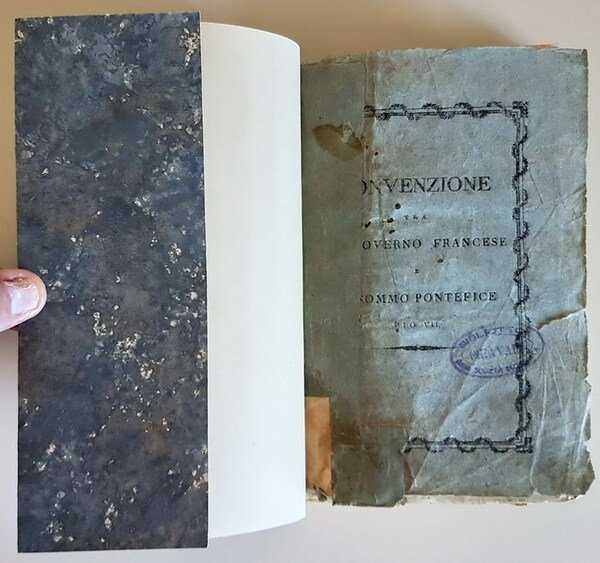 ONVENZIONE
TRA
OVERNO FRANCESE
E
SOMMO PONTEFICE
PIO VII